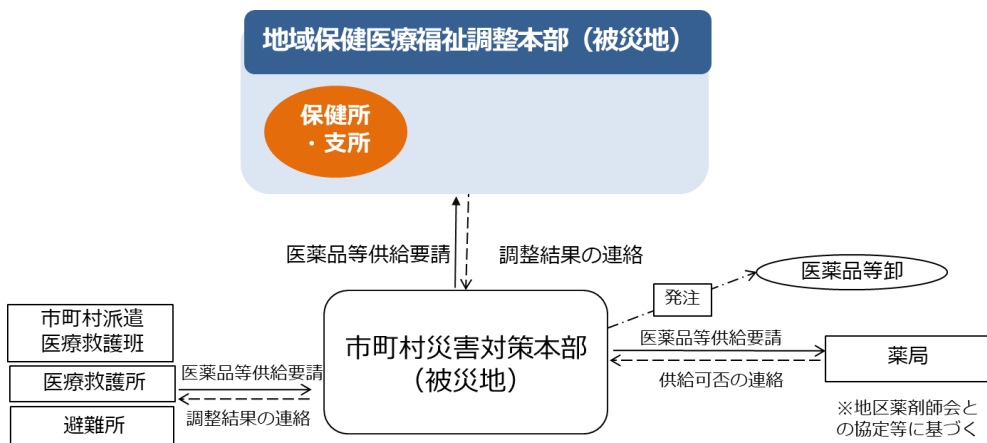 地域保健医療福祉調整本部（被災地）
保健所
・支所
医薬品等供給要請
調整結果の連絡
医薬品等卸
発注
市町村派遣
医療救護班
医療救護所
避難所
医薬品等供給要請
調整結果の連絡
市町村災害対策本部
（被災地）
医薬品等供給要請
供給可否の連絡
薬局
※地区薬剤師会と
の協定等に基づく